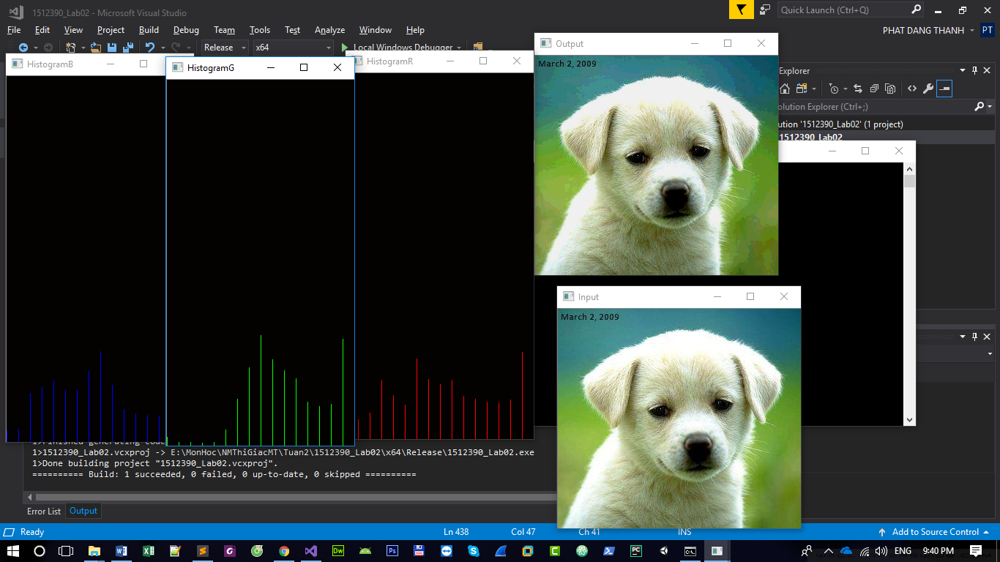 1512390_Lab02 - Microsoft Visual Studio
Quick Launch (Ctrl+Q)
File Edit View Project Build Debug Team Tools Test Analyze Window Help
PHAT DANG THANH PT
Release x64 Local Windows Debugger
HistogramB
HistogramG
HistogramR
Output
March 2, 2009
Explorer
olution Explorer (Ctrl+;)
ution '1512390_Lab02' (1 project)
1512390_Lab02
Input
March 2, 2009
1>Finished generating code
1>1512390_Lab02.vcxproj -> E:\MonHoc\NMThiGiacMT\Tuan2\1512390_Lab02\x64\Release\1512390_Lab02.exe
1>Done building project "1512390_Lab02.vcxproj".
========== Build: 1 succeeded, 0 failed, 0 up-to-date, 0 skipped ==========
Error List Output
Ready Ln 438 Col 47 Ch 41 INS Add to Source Control
ENG 9:40 PM